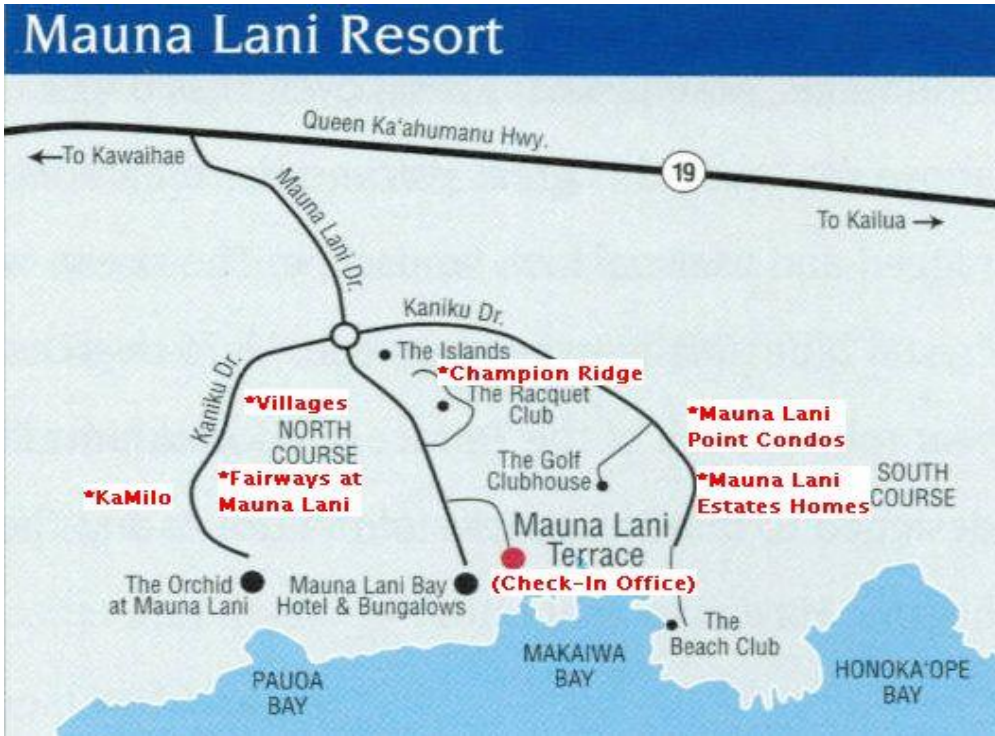 Mauna Lani Resort
Queen Ka'ahumanu Hwy.
To Kawaihae
19
To Kailua
Mauna Lani Dr.
Kaniku Dr.
Kaniku Dr.
The Islands
*Champion Ridge
The Racquet
Club
*Villages
NORTH
COURSE
*Mauna Lani
Point Condos
The Golf
Clubhouse
*Fairways at
Mauna Lani
*KaMilo
*Mauna Lani
Estates Homes
SOUTH
COURSE
Mauna Lani
Terrace
(Check-In Office)
The Orchid
at Mauna Lani
Mauna Lani Bay
Hotel & Bungalows
The
Beach Club
PAUOA
BAY
MAKAIWA
BAY
HONOKA'OPE
BAY